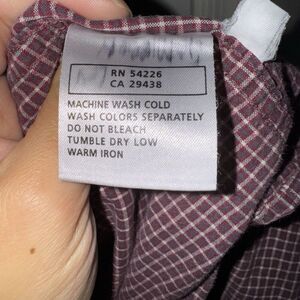 RN 54226
CA 29438
MACHINE WASH COLD
WASH COLORS SEPARATELY
DO NOT BLEACH
TUMBLE DRY LOW
WARM IRON